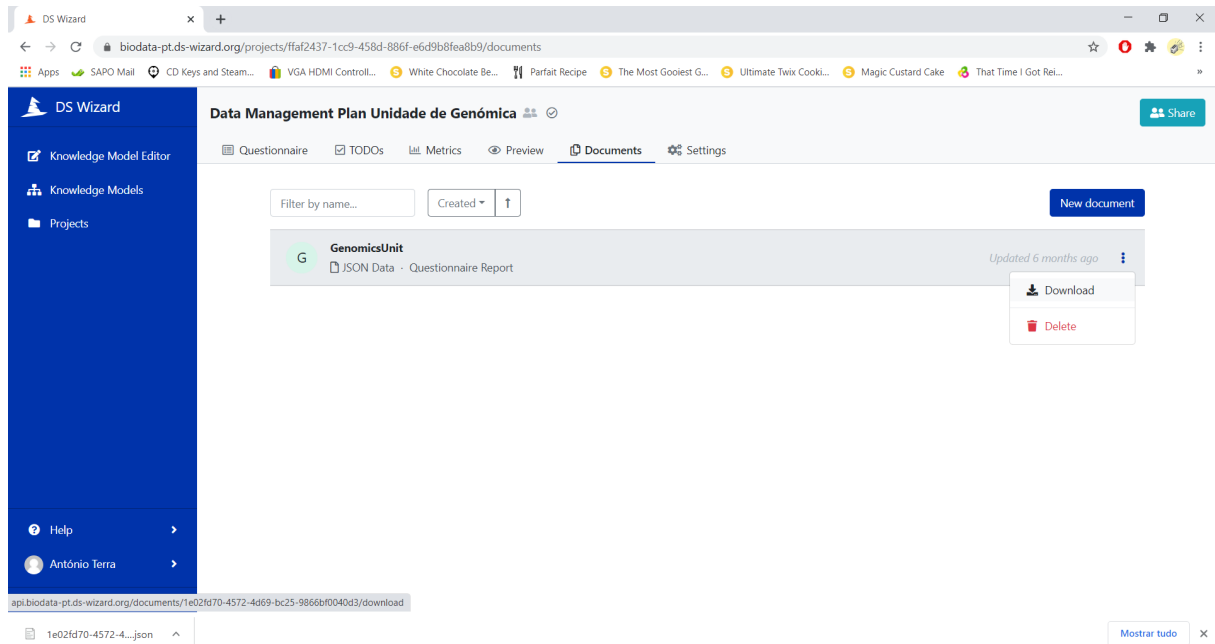 DS Wizard
biodata-pt.ds-wizard.org/projects/ffaf2437-1cc9-458d-886f-e6d9b8fea8b9/documents
Apps SAPO Mail CD Keys and Steam... VGA HDMI Controll... White Chocolate Be... Parfait Recipe The Most Gooiest G... Ultimate Twix Cooki... Magic Custard Cake That Time I Got Rei... »
DS Wizard
Data Management Plan Unidade de Genómica
Share
Questionnaire TODOs Metrics Preview Documents Settings
Knowledge Model Editor
Knowledge Models
Projects
Filter by name... Created New document
G
GenomicsUnit
JSON Data · Questionnaire Report
Updated 6 months ago
Download
Delete
Help
António Terra
api.biodata-pt.ds-wizard.org/documents/1e02fd70-4572-4d69-bc25-9866bf0040d3/download
1e02fd70-4572-4....json
Mostrar tudo